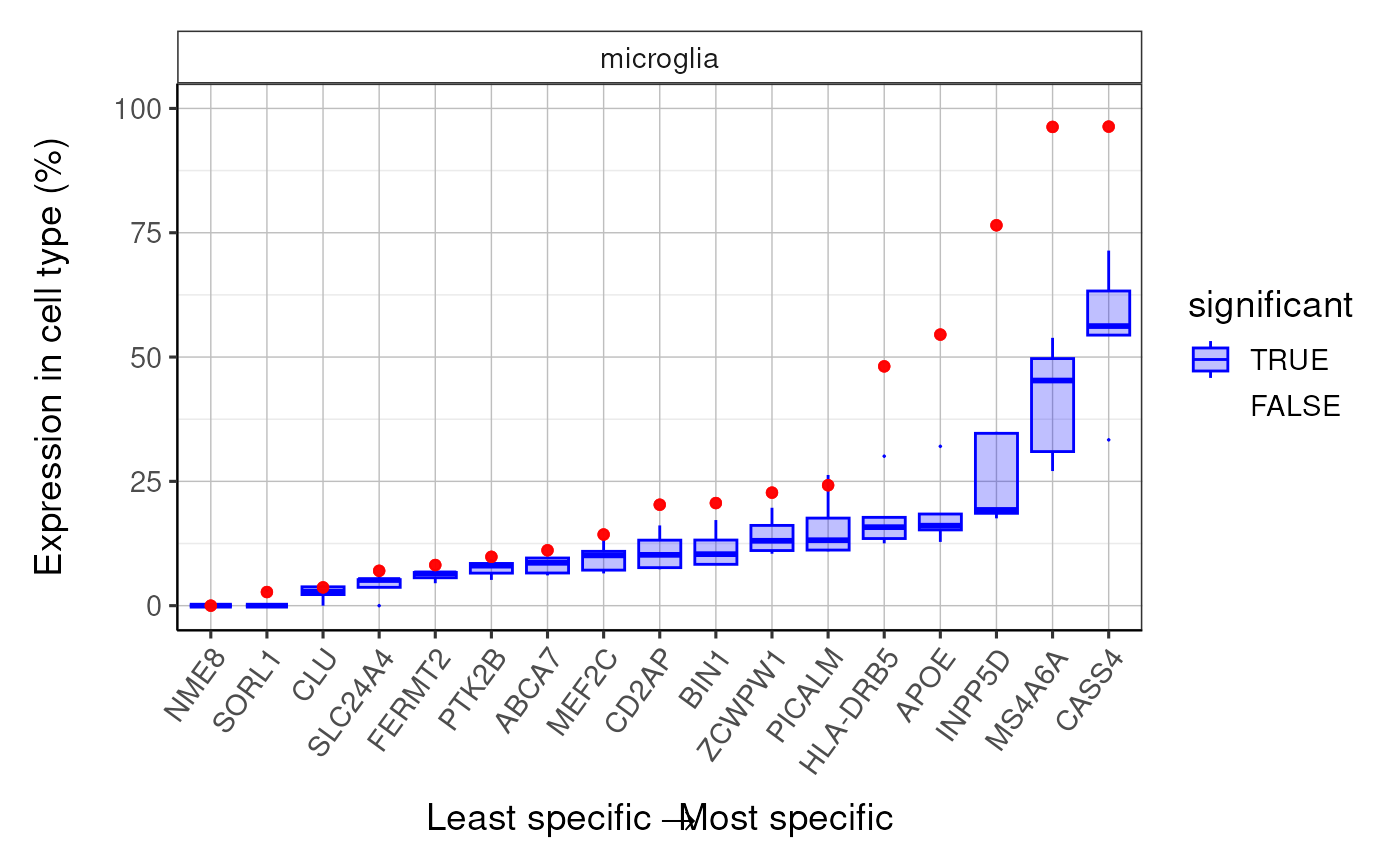 microglia
Expression in cell type (%)
100
75
50
25
0
NME8
SORL1
CLU
SLC24A4
FERMT2
PTK2B
ABCA7
MEF2C
CD2AP
BIN1
ZCWPW1
PICALM
HLA-DRB5
APOE
INPP5D
MS4A6A
CASS4
Least specific → Most specific
significant
TRUE
FALSE